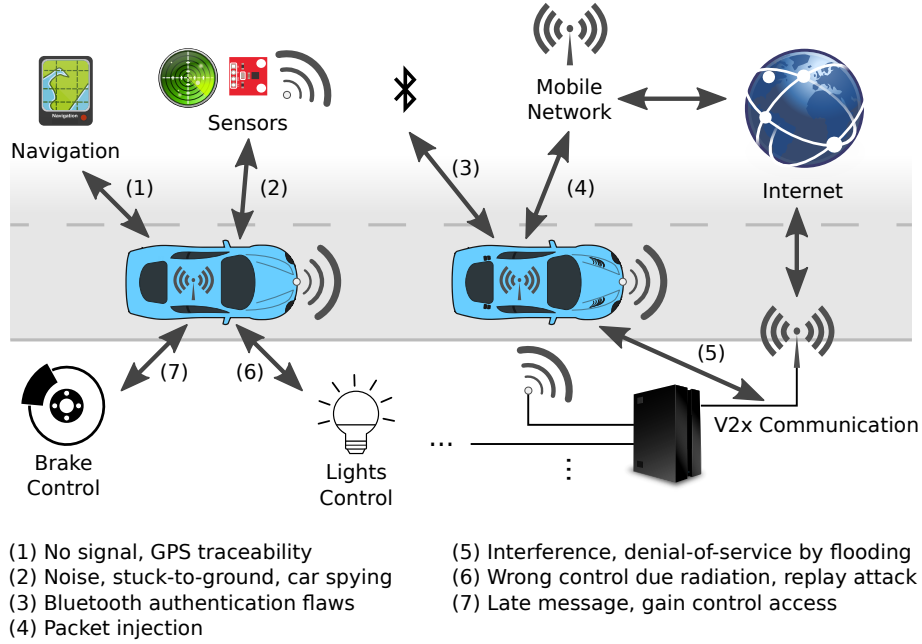 Mobile
Network
Navigation
Sensors
Navigation
Internet
(1)
(2)
(3)
(4)
(5)
(7)
(6)
V2x Communication
...
Brake
Control
Lights
Control
(1) No signal, GPS traceability
(2) Noise, stuck-to-ground, car spying
(3) Bluetooth authentication flaws
(4) Packet injection
(5) Interference, denial-of-service by flooding
(6) Wrong control due radiation, replay attack
(7) Late message, gain control access